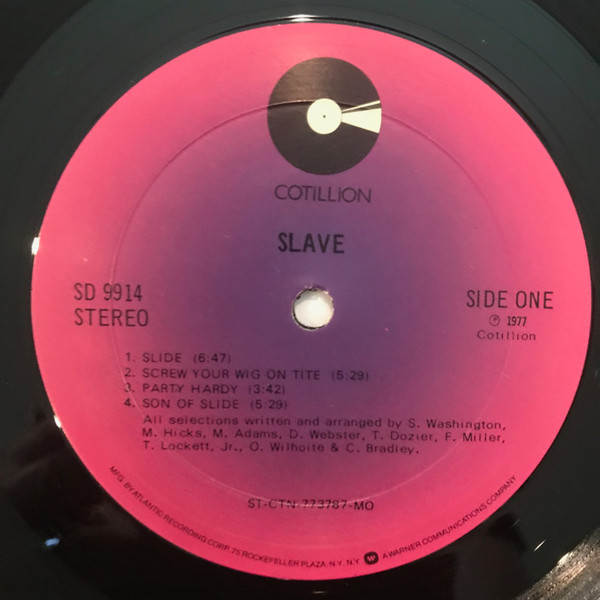 COTILLION
SLAVE
SD 9914
STEREO
SIDE ONE
℗ 1977
Cotillion
1. SLIDE (6:47)
2. SCREW YOUR WIG ON TITE (5:29)
3. PARTY HARDY (3:42)
4. SON OF SLIDE (5:29)
All selections written and arranged by S. Washington,
M. Hicks, M. Adams, D. Webster, T. Dozier, F. Miller,
T. Lockett, Jr., O. Wilhoite & C. Bradley.
ST-CTN-773787-MO
MFG. BY ATLANTIC RECORDING CORP. 75 ROCKEFELLER PLAZA, N.Y. N.Y. W A WARNER COMMUNICATIONS COMPANY